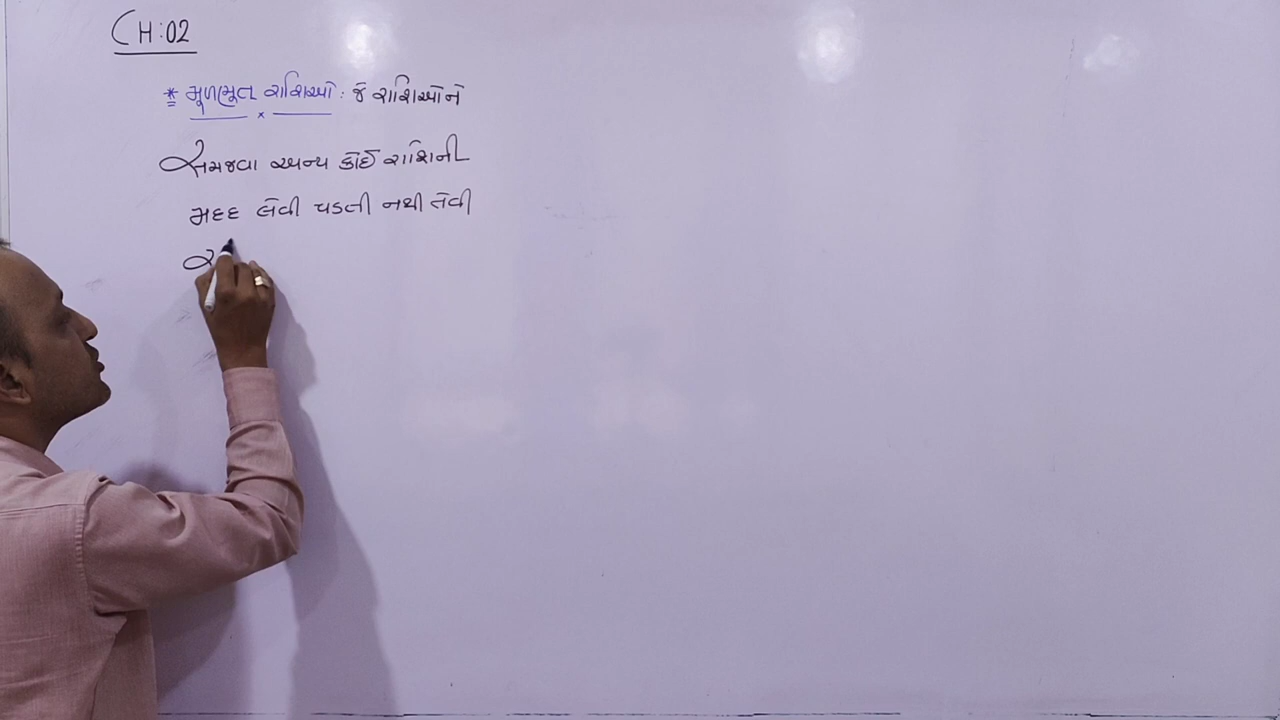 CH:02
* મૂળભૂત રાશિઓ : જે રાશિઓને
સમજવા અન્ય કોઈ રાશિની
મદદ લેવી પડતી નથી તેવી